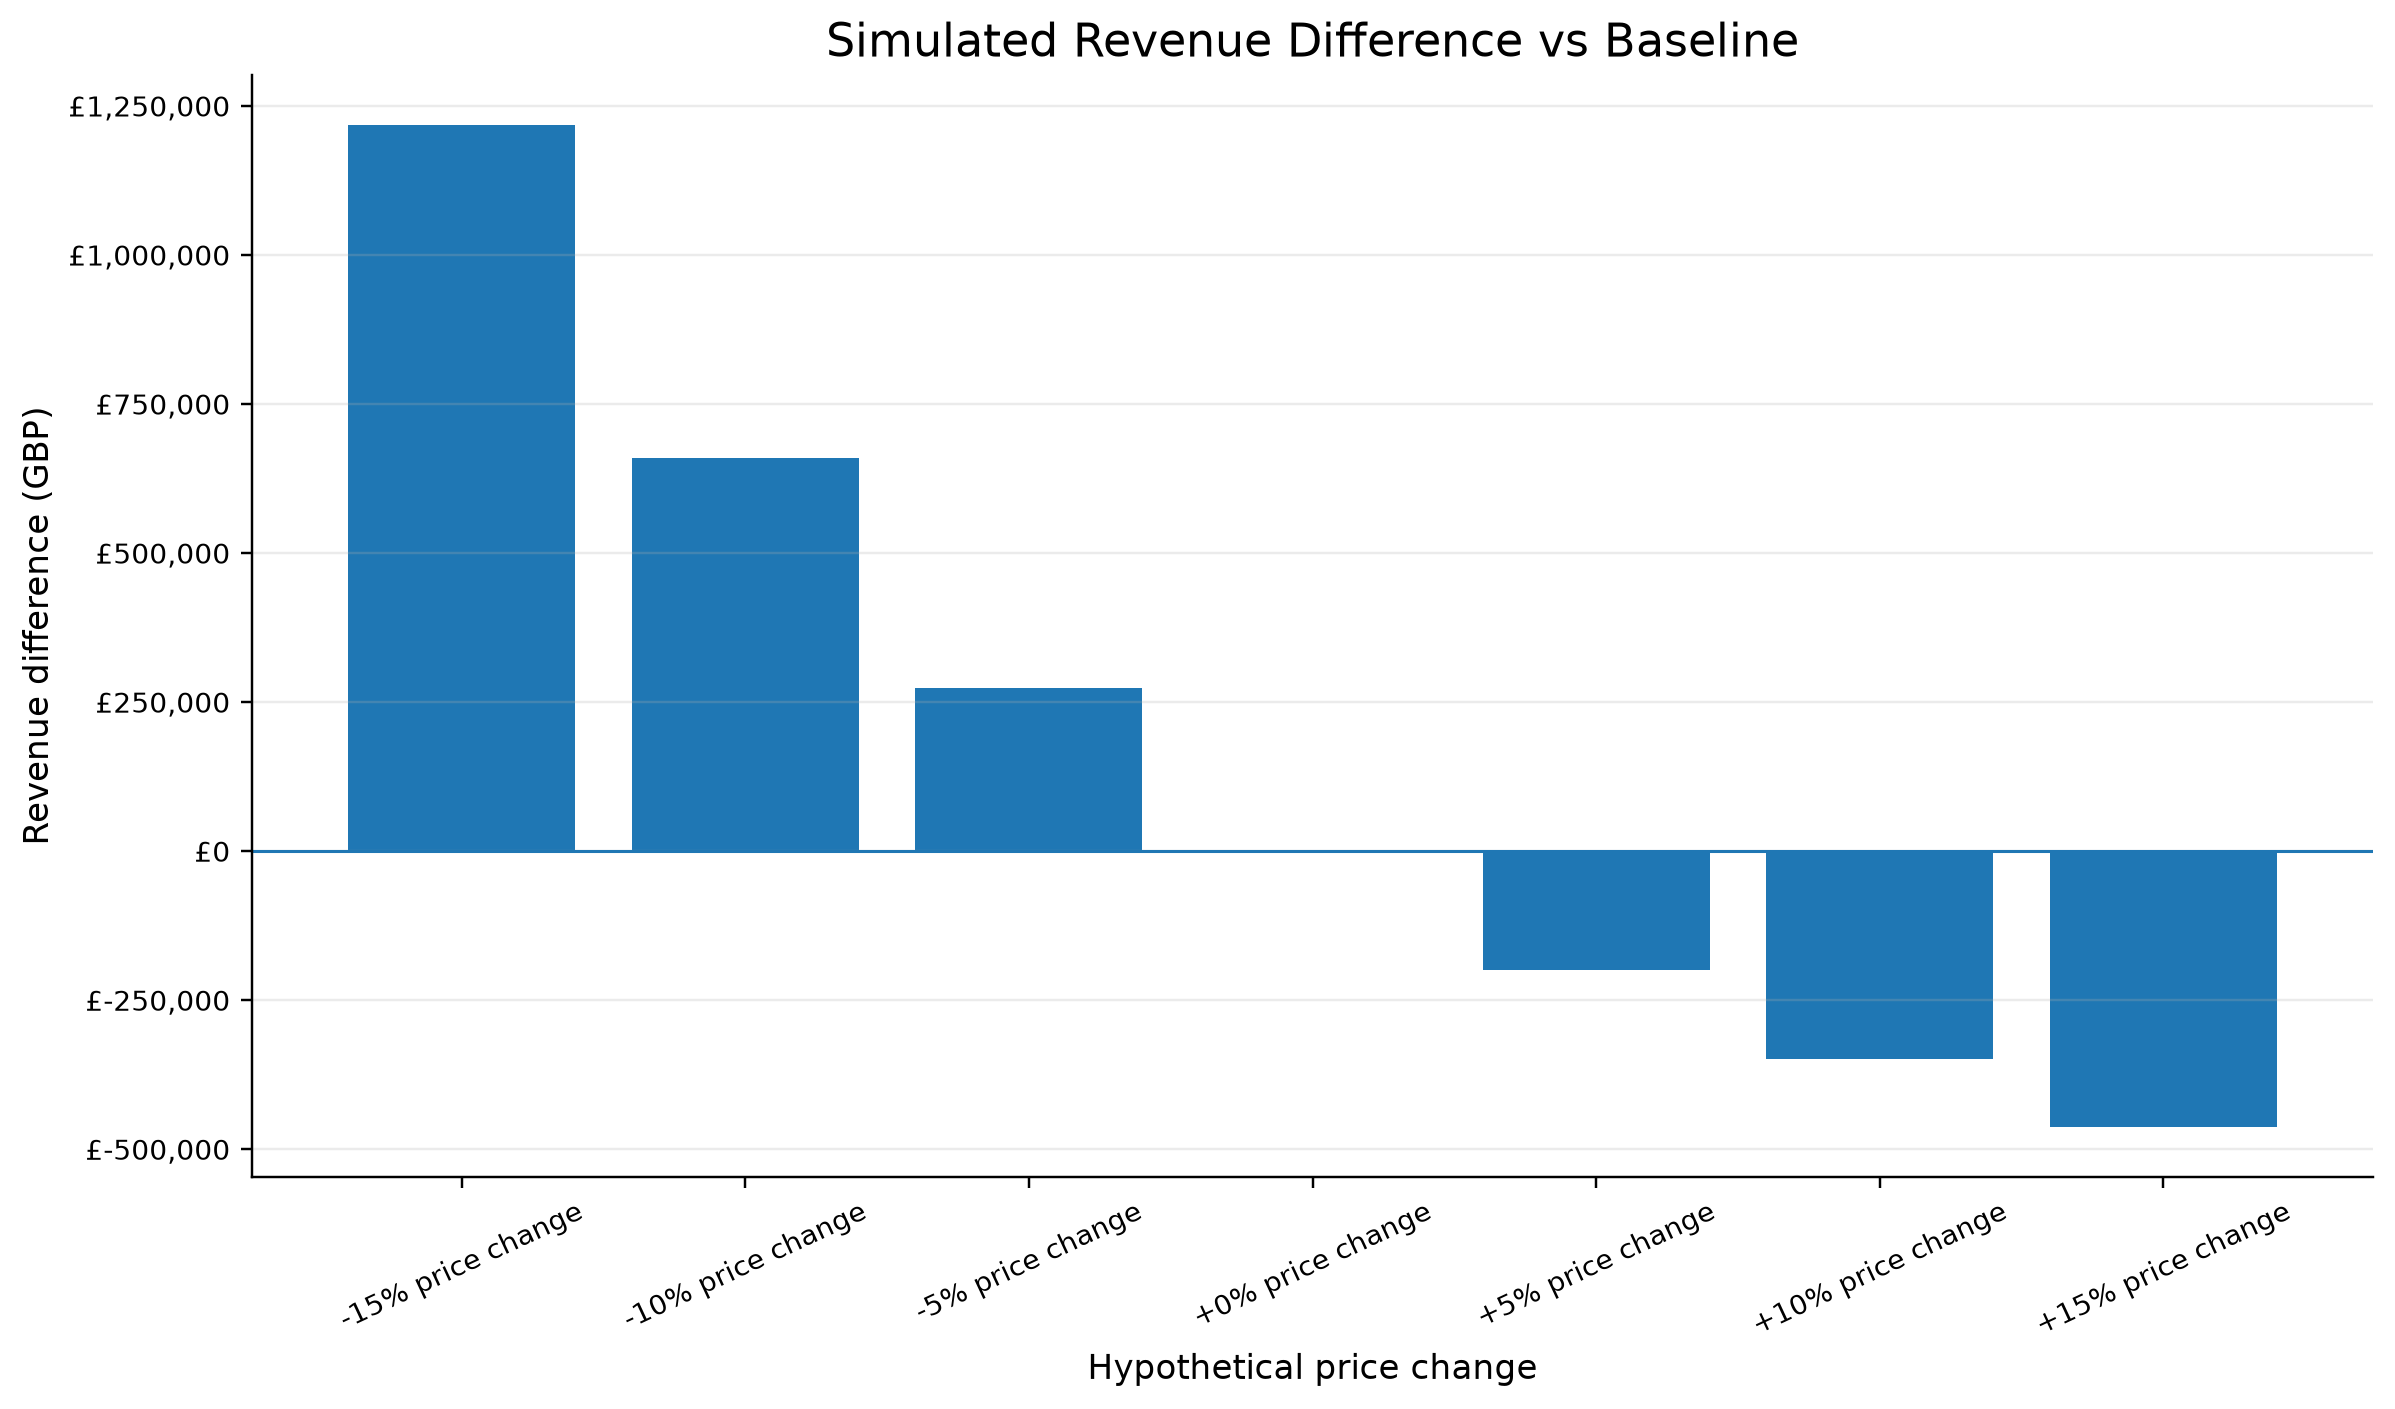 Simulated Revenue Difference vs Baseline
£1,250,000
£1,000,000
£750,000
£500,000
£250,000
£0
£-250,000
£-500,000
Revenue difference (GBP)
-15% price change
-10% price change
-5% price change
+0% price change
+5% price change
+10% price change
+15% price change
Hypothetical price change